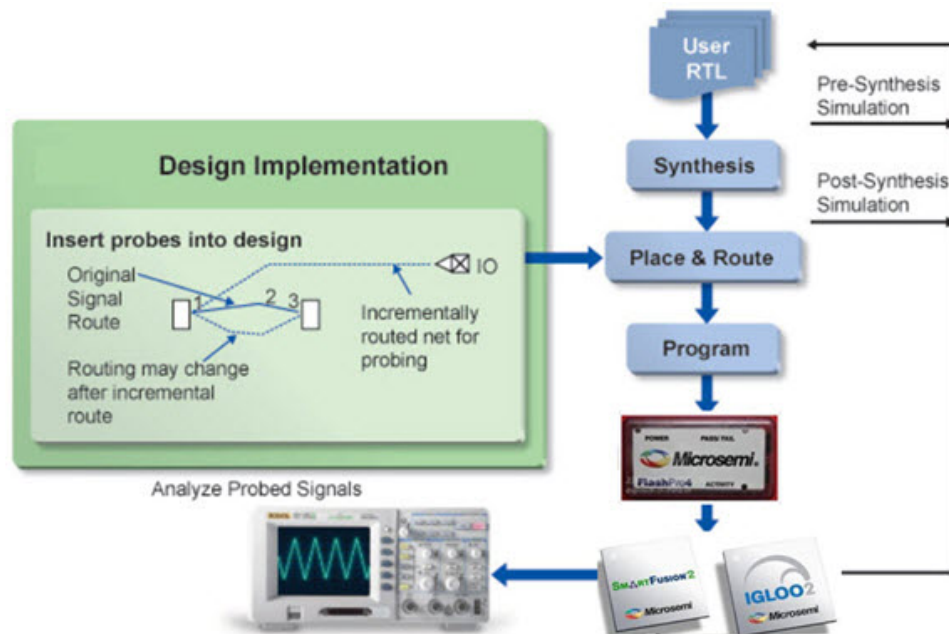 User
RTL
Pre-Synthesis
Simulation
Synthesis
Post-Synthesis
Simulation
Place & Route
Program
Design Implementation
Insert probes into design
Original
Signal
Route
1
2
3
IO
Incrementally
routed net for
probing
Routing may change
after incremental
route
POWER
PASS/ FAIL
Microsemi
FlashPro4
ACTIVITY
Analyze Probed Signals
SMARTFUSION2
Microsemi
IGLOO2
Microsemi